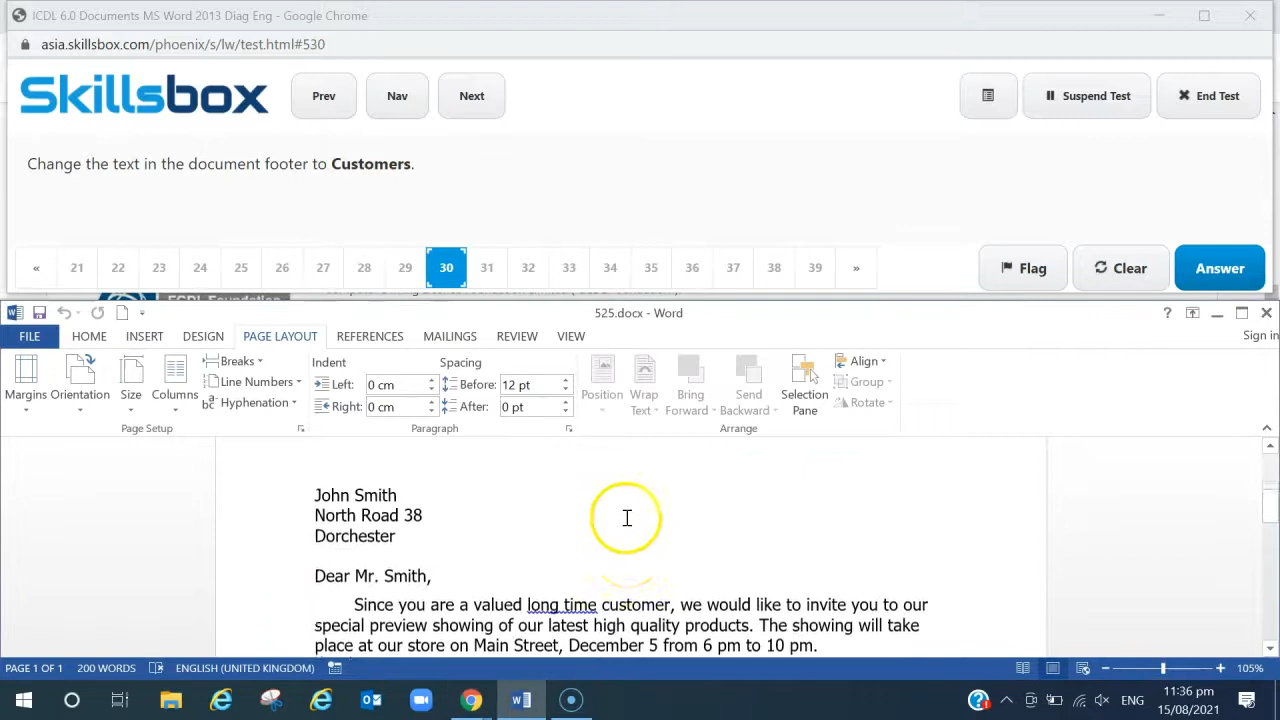 ICDL 6.0 Documents MS Word 2013 Diag Eng - Google Chrome
asia.skillsbox.com/phoenix/s/lw/test.html#530
Skillsbox
Prev
Nav
Next
Suspend Test
End Test
Change the text in the document footer to Customers.
« 21 22 23 24 25 26 27 28 29 30 31 32 33 34 35 36 37 38 39 »
Flag
Clear
Answer
525.docx - Word
Sign in
FILE HOME INSERT DESIGN PAGE LAYOUT REFERENCES MAILINGS REVIEW VIEW
Margins
Orientation
Size
Columns
Breaks
Line Numbers
Hyphenation
Page Setup
Indent
Left: 0 cm
Right: 0 cm
Spacing
Before: 12 pt
After: 0 pt
Paragraph
Position
Wrap
Text
Bring
Forward
Send
Backward
Selection
Pane
Align
Group
Rotate
Arrange
John Smith
North Road 38
Dorchester
Dear Mr. Smith,
Since you are a valued long time customer, we would like to invite you to our
special preview showing of our latest high quality products. The showing will take
place at our store on Main Street, December 5 from 6 pm to 10 pm.
PAGE 1 OF 1 200 WORDS ENGLISH (UNITED KINGDOM) 105%
ENG
11:36 pm
15/08/2021